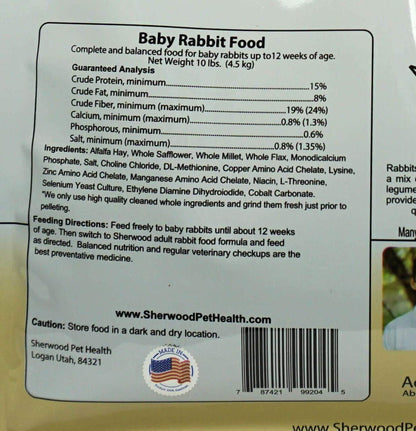 Baby Rabbit Food
Complete and balanced food for baby rabbits up to12 weeks of age.
Net Weight 10 lbs. (4.5 kg)
Guaranteed Analysis
Crude Protein, minimum..........15%
Crude Fat, minimum..........8%
Crude Fiber, minimum (maximum)..........19% (24%)
Calcium, minimum (maximum)..........0.8% (1.3%)
Phosphorous, minimum..........0.6%
Salt, minimum (maximum)..........0.8% (1.35%)
Ingredients: Alfalfa Hay, Whole Safflower, Whole Millet, Whole Flax, Monodicalcium
Phosphate, Salt, Choline Chloride, DL-Methionine, Copper Amino Acid Chelate, Lysine,
Zinc Amino Acid Chelate, Manganese Amino Acid Chelate, Niacin, L-Threonine,
Selenium Yeast Culture, Ethylene Diamine Dihydroiodide, Cobalt Carbonate.
*We only use high quality cleaned whole ingredients and grind them fresh just prior to
pelleting.
Feeding Directions: Feed freely to baby rabbits until about 12 weeks
of age. Then switch to Sherwood adult rabbit food formula and feed
as directed. Balanced nutrition and regular veterinary checkups are the
best preventative medicine.
www.SherwoodPetHealth.com
Caution: Store food in a dark and dry location.
Sherwood Pet Health
Logan Utah, 84321
MADE IN
7 87421 99204 5
Rabbits
a mix
legume
provide
Many
A
Ab
www.SherwoodPe